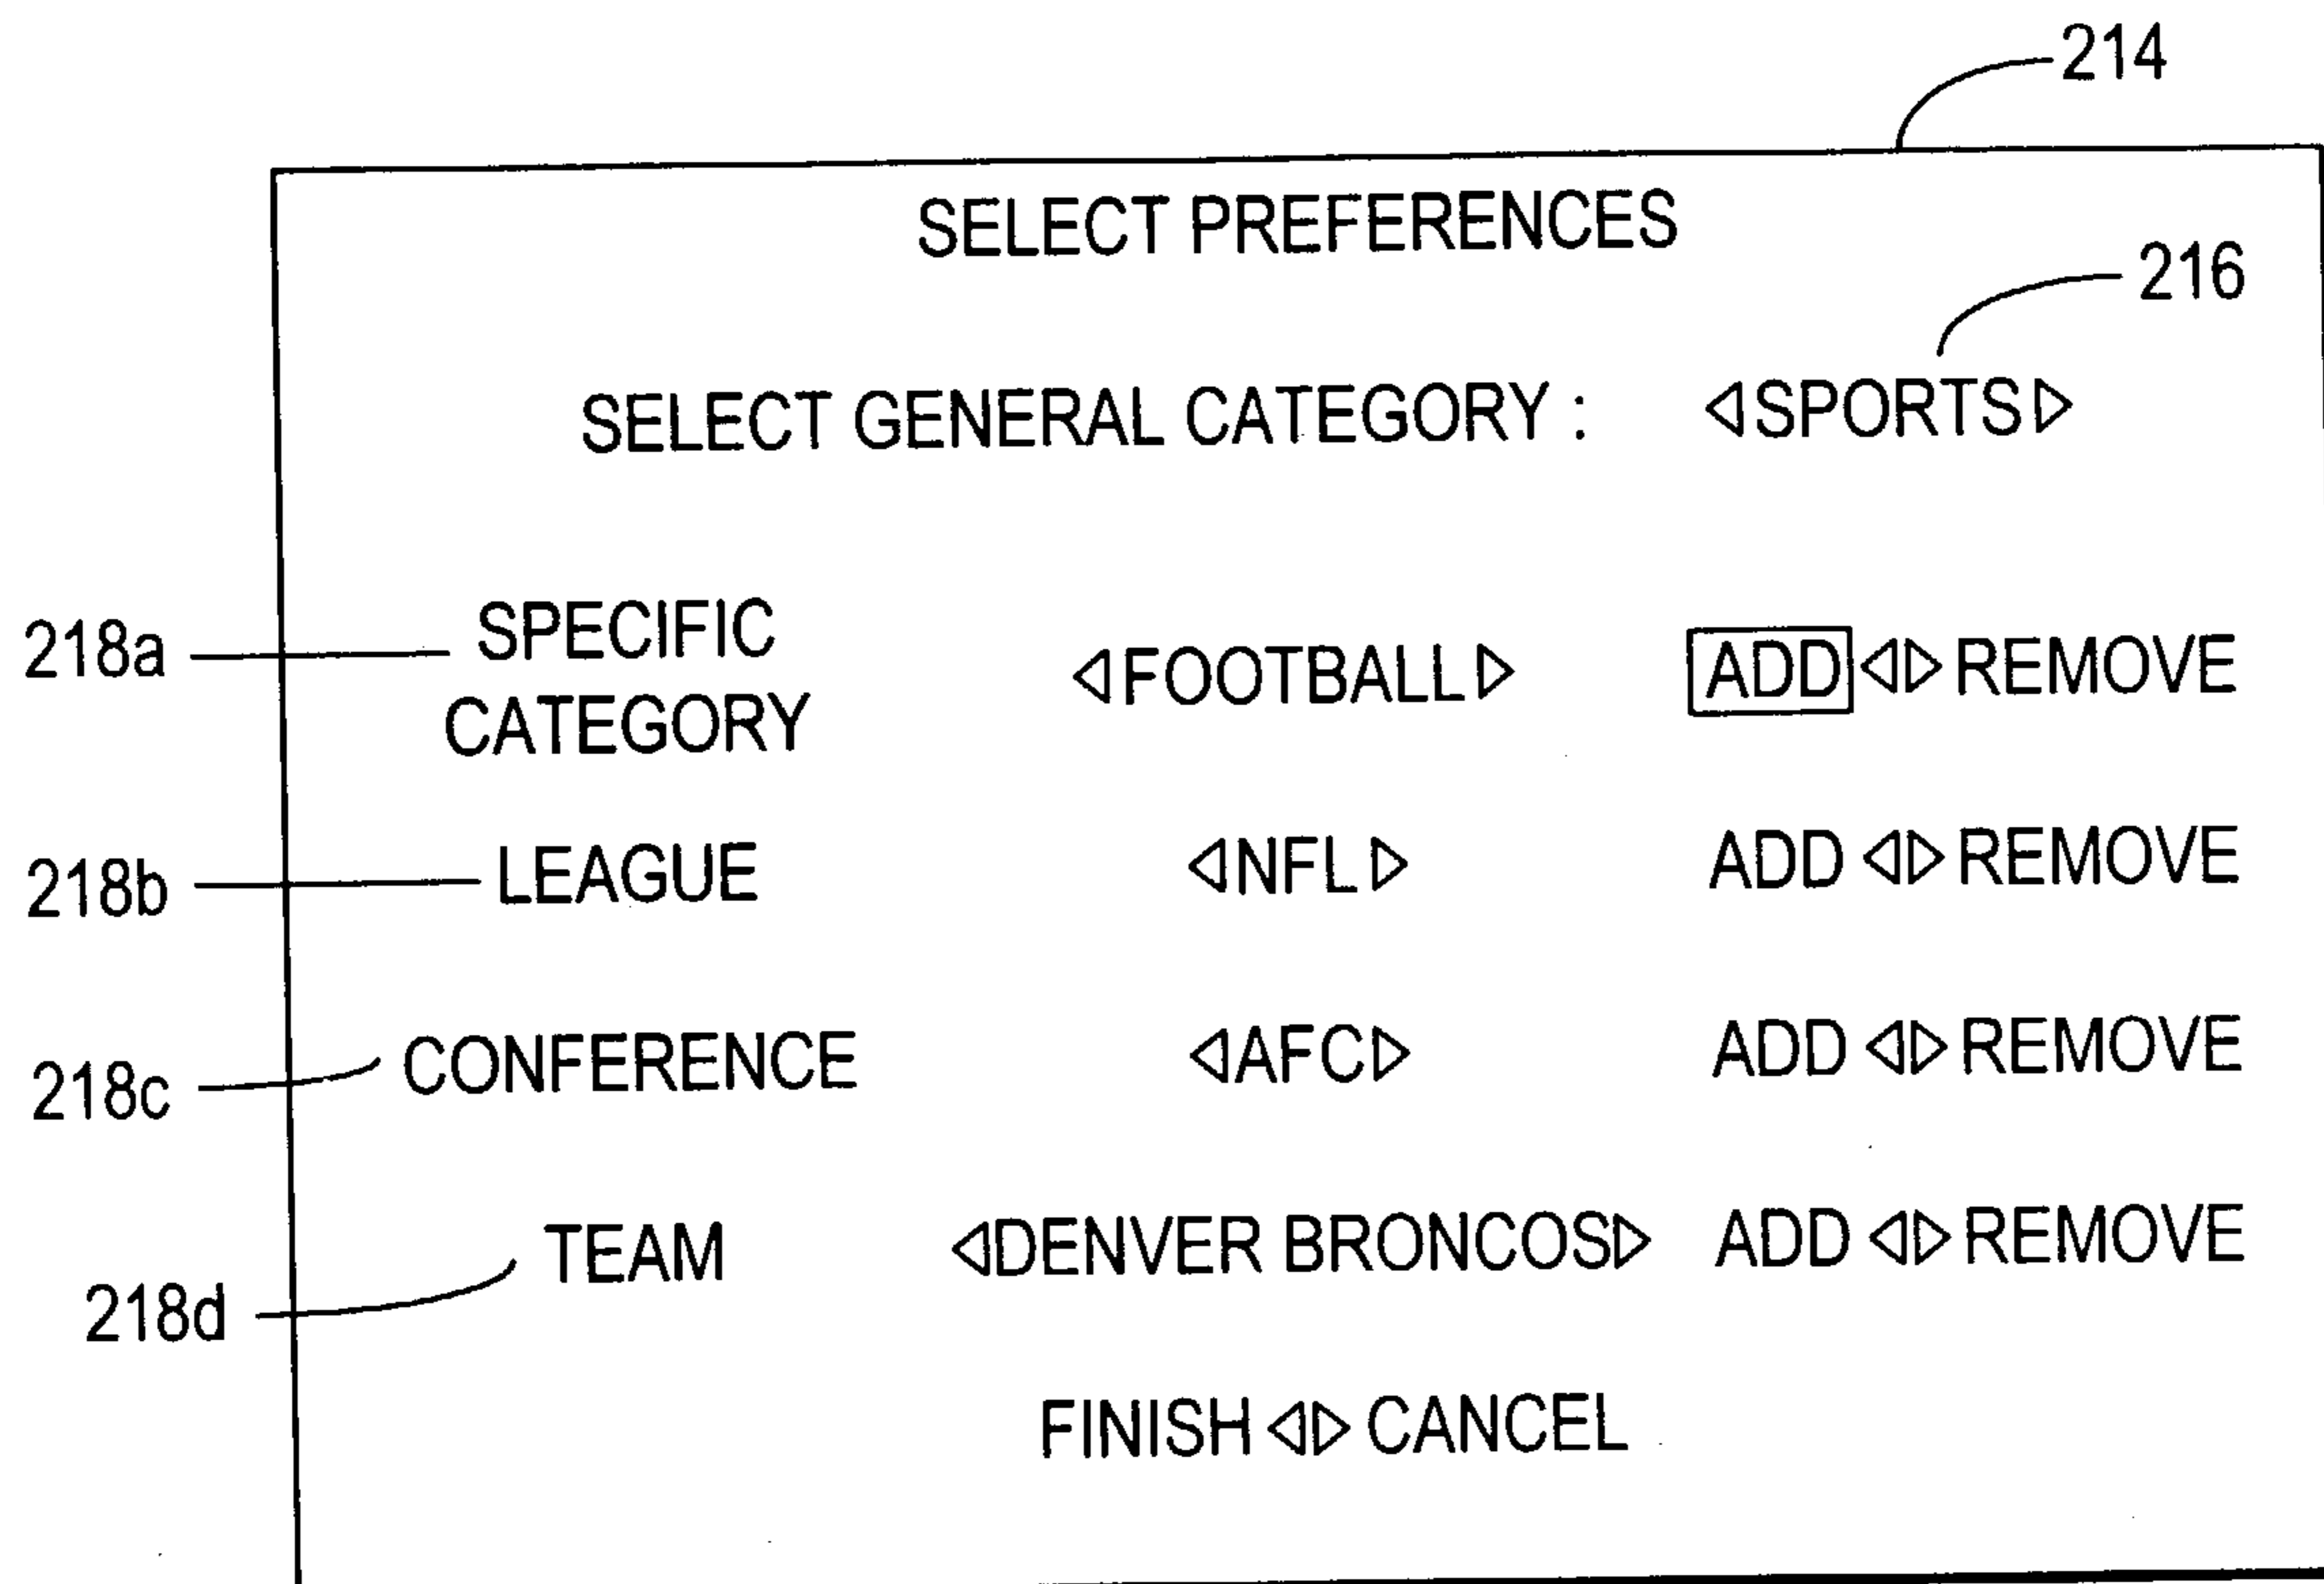 214
SELECT PREFERENCES
216
SELECT GENERAL CATEGORY : ◁SPORTS▷
218a SPECIFIC CATEGORY ◁FOOTBALL▷ ADD◁▷REMOVE
218b LEAGUE ◁NFL▷ ADD◁▷REMOVE
218c CONFERENCE ◁AFC▷ ADD◁▷REMOVE
218d TEAM ◁DENVER BRONCOS▷ ADD◁▷REMOVE
FINISH◁▷CANCEL